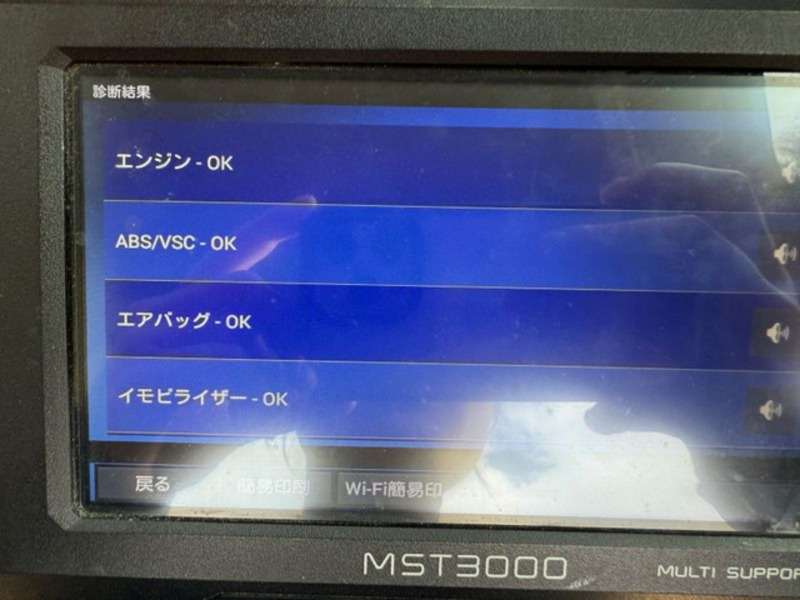 診断結果
エンジン - OK
ABS/VSC - OK
エアバッグ - OK
イモビライザー - OK
戻る 簡易印刷 Wi-Fi簡易印
MST3000
MULTI SUPPOR